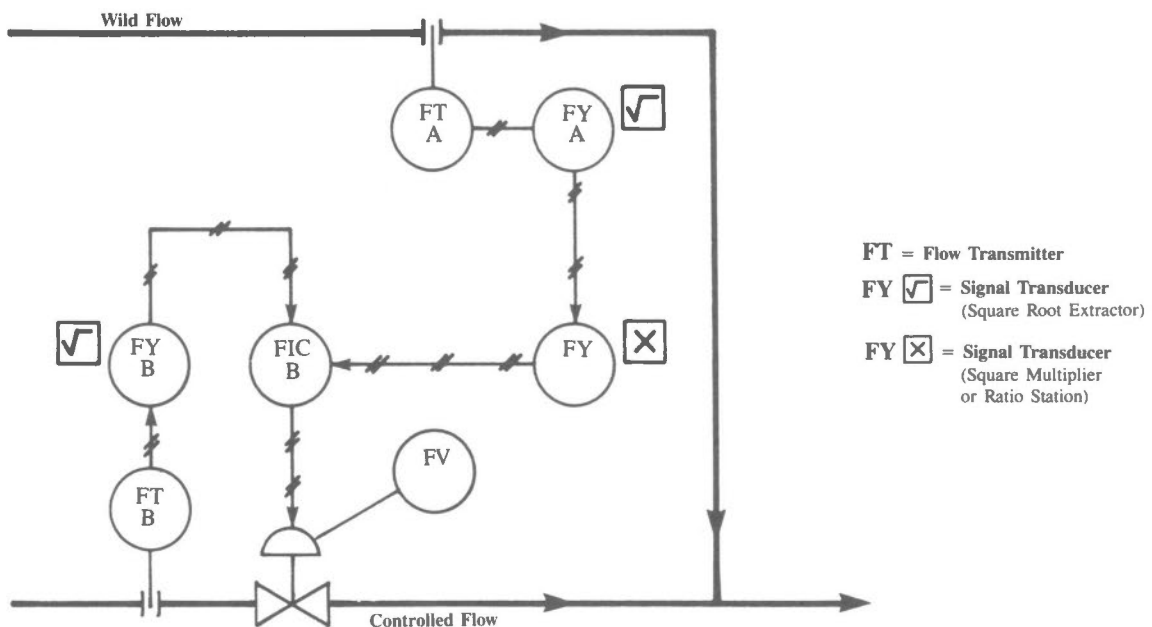 Wild Flow
FT
A
FY
A
√
FY
B
√
FIC
B
FY
X
FT
B
FV
Controlled Flow
FT = Flow Transmitter
FY √ = Signal Transducer
(Square Root Extractor)
FY X = Signal Transducer
(Square Multiplier
or Ratio Station)